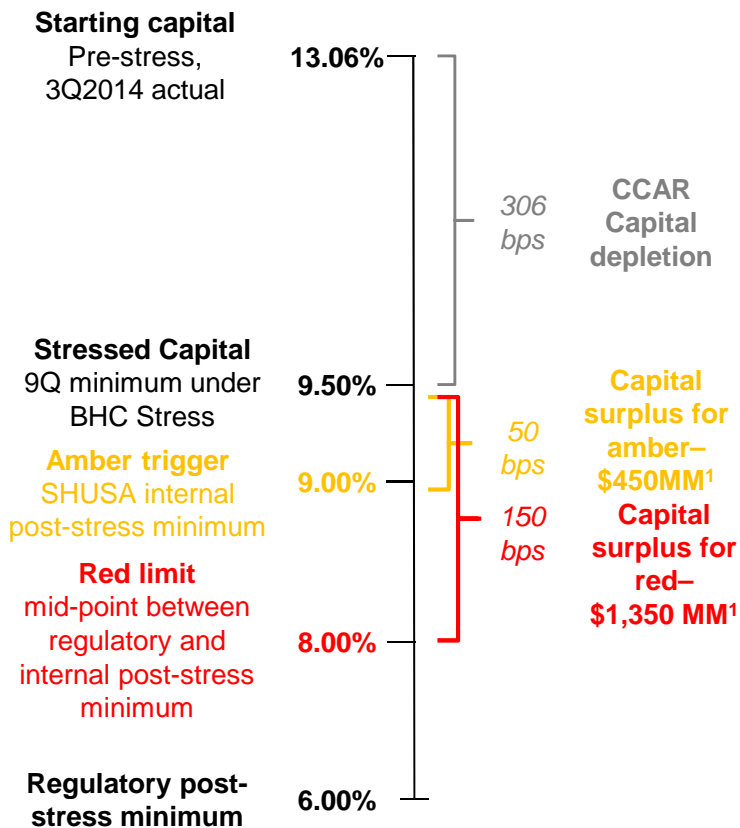 Starting capital
Pre-stress,
3Q2014 actual
13.06%
306
bps
CCAR
Capital
depletion
Stressed Capital
9Q minimum under
BHC Stress
9.50%
Amber trigger
SHUSA internal
post-stress minimum
9.00%
50
bps
Capital
surplus for
amber–
$450MM¹
Red limit
mid-point between
regulatory and
internal post-stress
minimum
8.00%
150
bps
Capital
surplus for
red–
$1,350 MM¹
Regulatory post-
stress minimum
6.00%